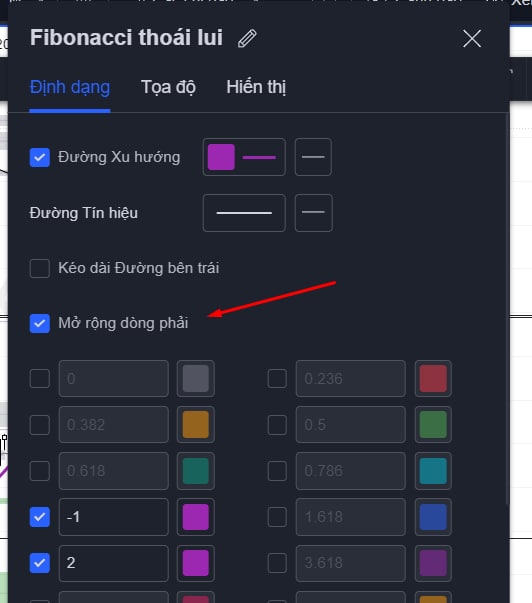 Fibonacci thoái lui
Định dạng Tọa độ Hiển thị
Đường Xu hướng
Đường Tín hiệu
Kéo dài Đường bên trái
Mở rộng dòng phải
0 0.236
0.382 0.5
0.618 0.786
-1 1.618
2 3.618